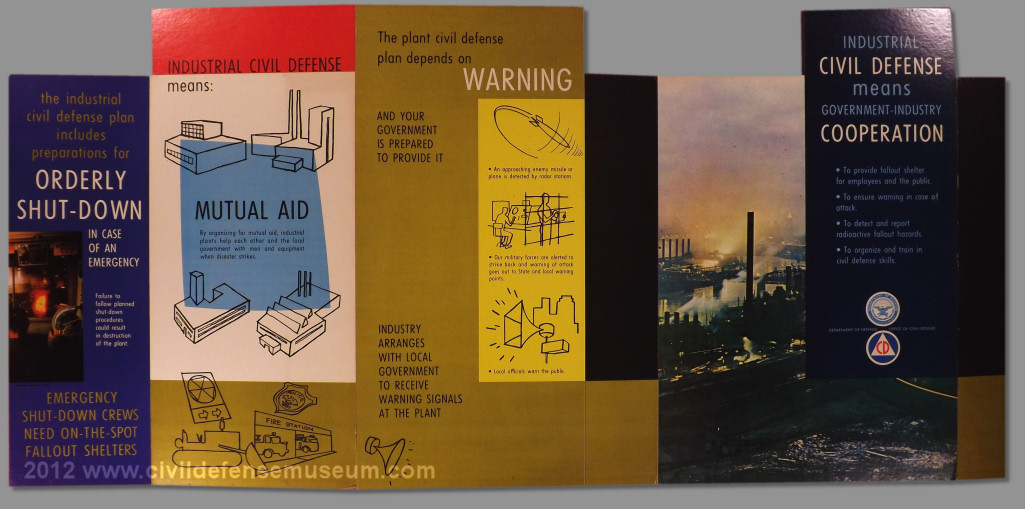 the industrial
civil defense plan
includes
preparations for
ORDERLY
SHUT-DOWN
IN CASE
OF AN
EMERGENCY
Failure to
follow planned
shut-down
procedures
could result
in destruction
of the plant.
EMERGENCY
SHUT-DOWN CREWS
NEED ON-THE-SPOT
FALLOUT SHELTERS
INDUSTRIAL CIVIL DEFENSE
means:
MUTUAL AID
By organizing for mutual aid, industrial
plants help each other and the local
government with men and equipment
when disaster strikes.
FIRE STATION
The plant civil defense
plan depends on
WARNING
AND YOUR
GOVERNMENT
IS PREPARED
TO PROVIDE IT
• An approaching enemy missile or
plane is detected by radar stations.
• Our military forces are alerted to
strike back and warning of attack
goes out to State and local warning
points.
• Local officials warn the public.
INDUSTRY
ARRANGES
WITH LOCAL
GOVERNMENT
TO RECEIVE
WARNING SIGNALS
AT THE PLANT
INDUSTRIAL
CIVIL DEFENSE
means
GOVERNMENT-INDUSTRY
COOPERATION
• To provide fallout shelter
for employees and the public.
• To ensure warning in case of
attack.
• To detect and report
radioactive fallout hazards.
• To organize and train in
civil defense skills.
DEPARTMENT OF DEFENSE OFFICE OF CIVIL DEFENSE
CD
2012 www.civildefensemuseum.com